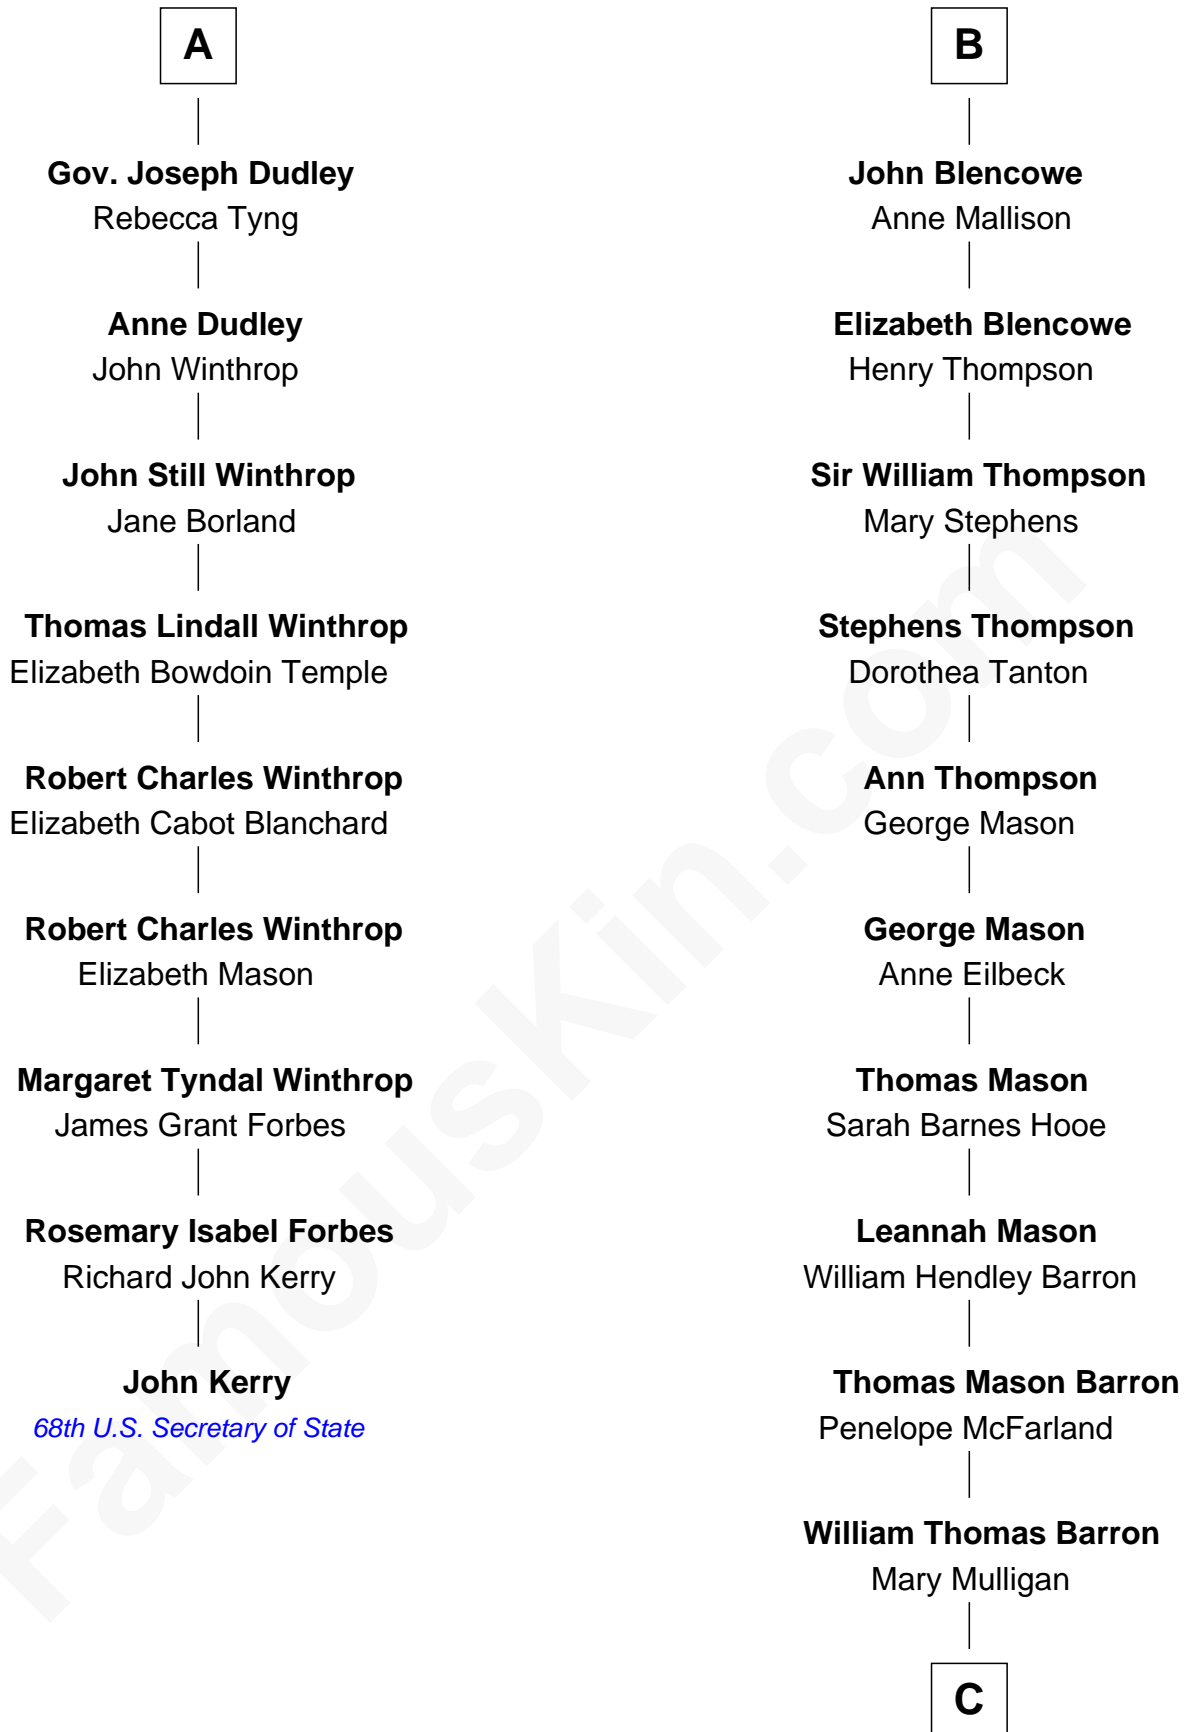 A
Gov. Joseph Dudley
Rebecca Tyng
Anne Dudley
John Winthrop
John Still Winthrop
Jane Borland
Thomas Lindall Winthrop
Elizabeth Bowdoin Temple
Robert Charles Winthrop
Elizabeth Cabot Blanchard
Robert Charles Winthrop
Elizabeth Mason
Margaret Tyndal Winthrop
James Grant Forbes
Rosemary Isabel Forbes
Richard John Kerry
John Kerry
68th U.S. Secretary of State
B
John Blencowe
Anne Mallison
Elizabeth Blencowe
Henry Thompson
Sir William Thompson
Mary Stephens
Stephens Thompson
Dorothea Tanton
Ann Thompson
George Mason
George Mason
Anne Eilbeck
Thomas Mason
Sarah Barnes Hooe
Leannah Mason
William Hendley Barron
Thomas Mason Barron
Penelope McFarland
William Thomas Barron
Mary Mulligan
C
FamousKin.com